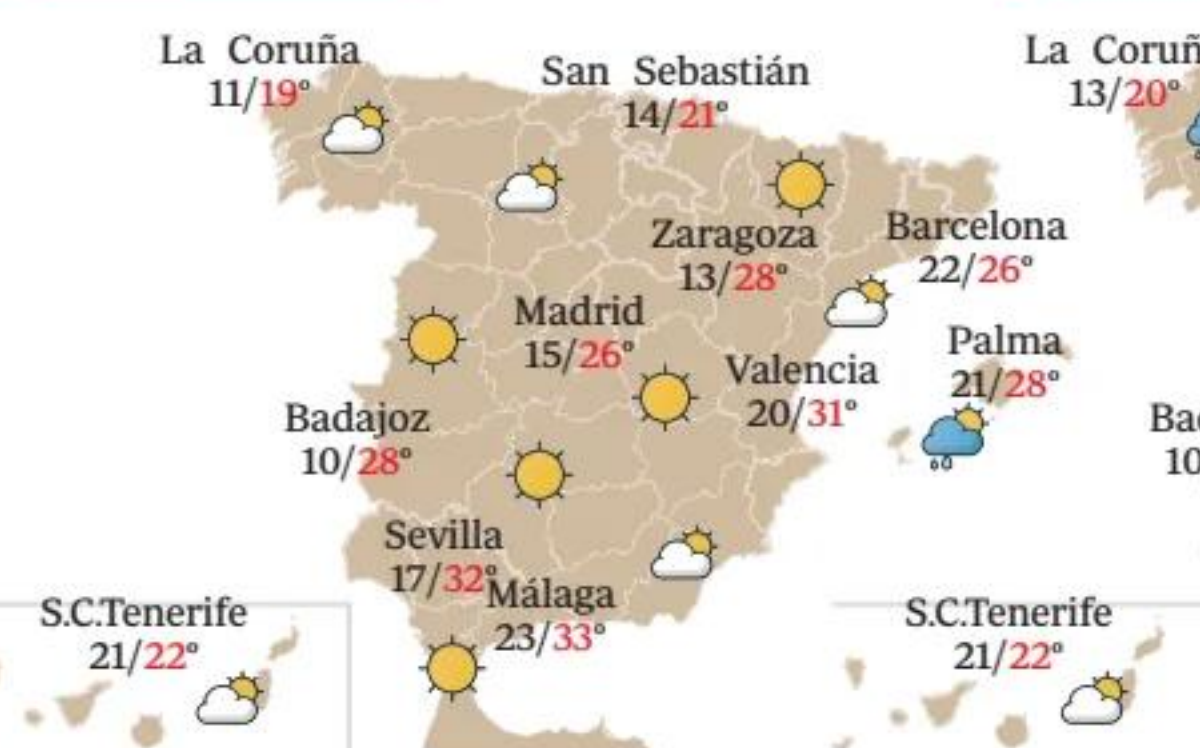 La Coruña
11/19°
San Sebastián
14/21°
Zaragoza
13/28°
Barcelona
22/26°
Madrid
15/26°
Valencia
20/31°
Palma
21/28°
Badajoz
10/28°
Sevilla
17/32°
Málaga
23/33°
S.C.Tenerife
21/22°
La Coruñ
13/20°
Ba
10
S.C.Tenerife
21/22°